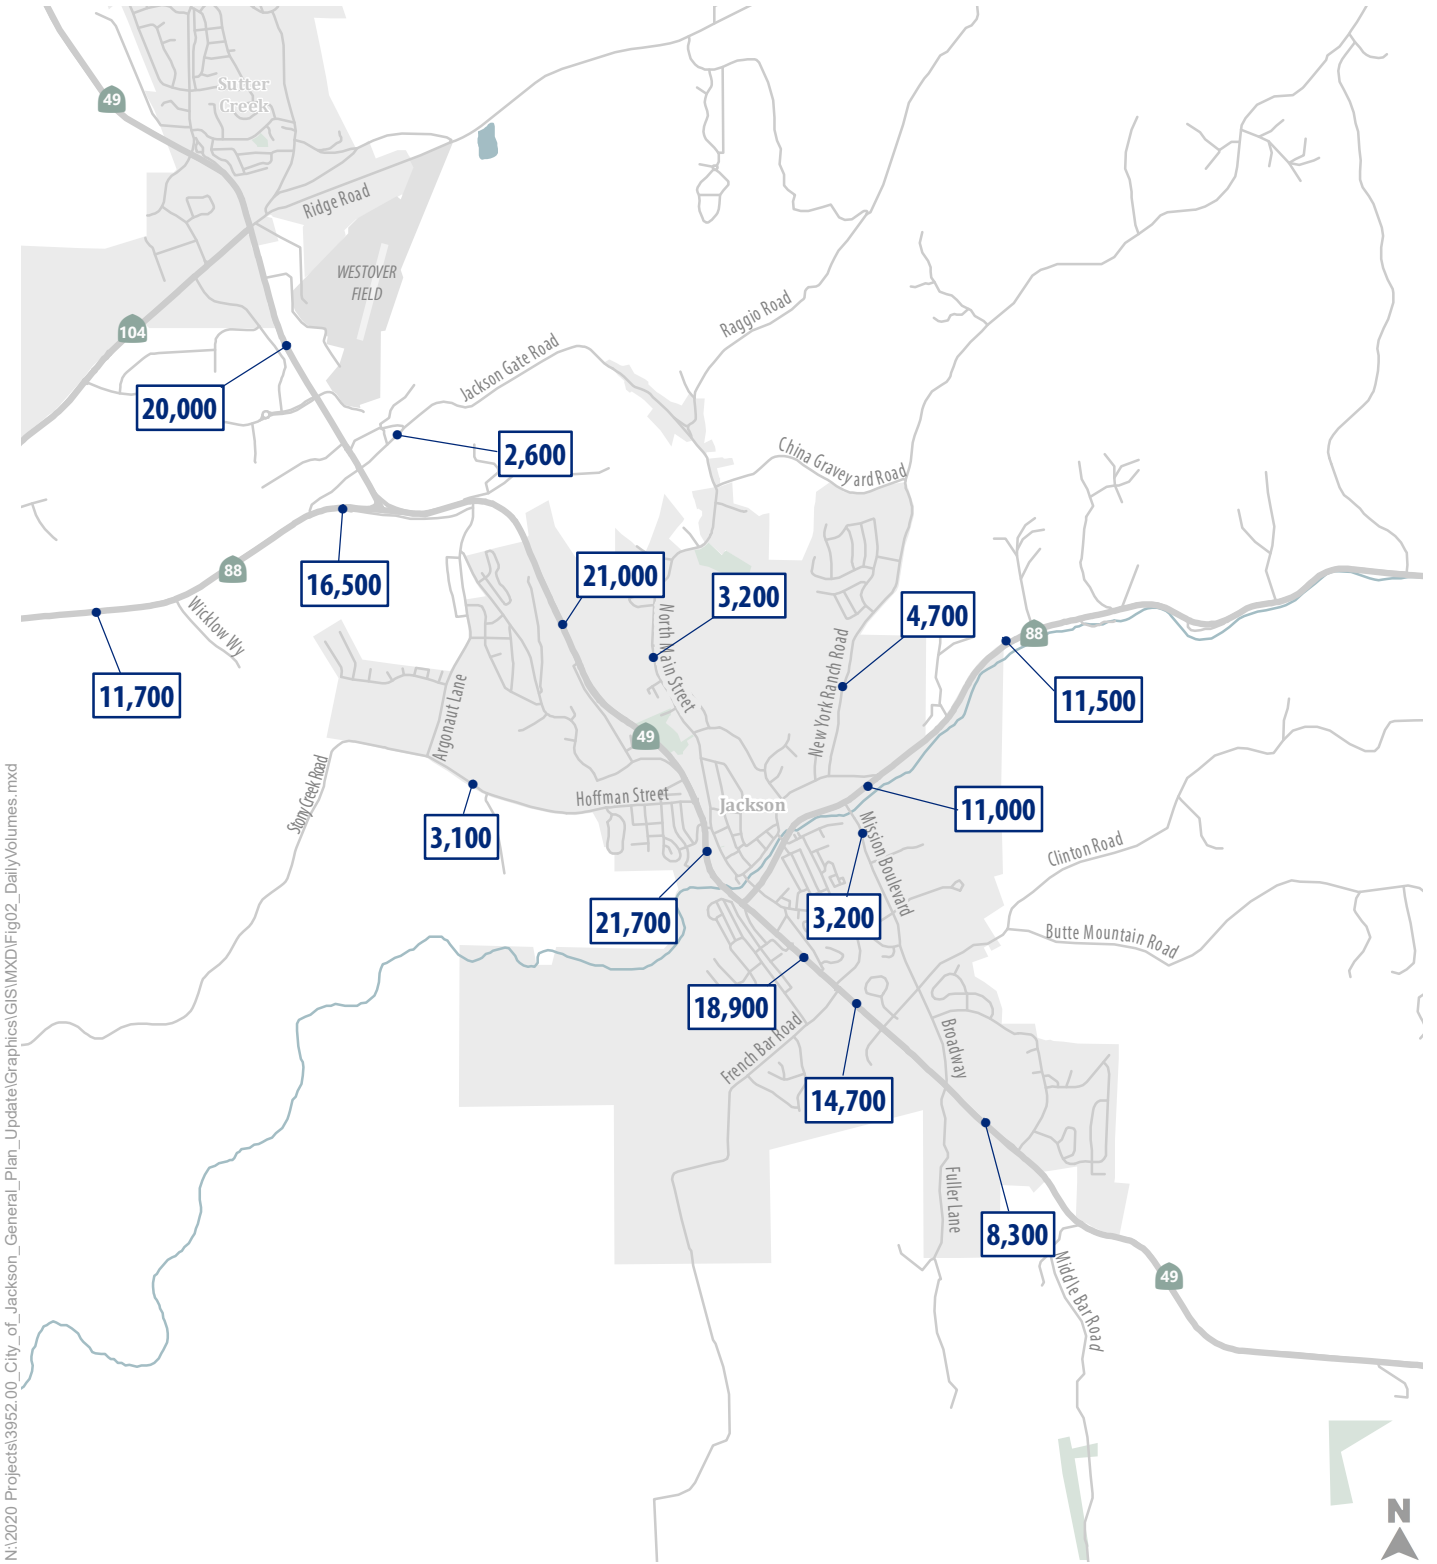 49
Sutter
Creek
Ridge Road
WESTOVER
FIELD
104
Raggio Road
Jackson Gate Road
20,000
2,600
China Graveyard Road
88
16,500
21,000
3,200
4,700
Wicklow Wy
North Main Street
New York Ranch Road
88
11,700
11,500
Argonaut Lane
49
Stony Creek Road
Hoffman Street
Jackson
11,000
3,100
Mission Boulevard
Clinton Road
21,700
3,200
Butte Mountain Road
18,900
French Bar Road
Broadway
14,700
Fuller Lane
8,300
Middle Bar Road
49
N
N:\2020 Projects\3952.00_City_of_Jackson_General_Plan_Update\Graphics\GIS\MXD\Fig02_DailyVolumes.mxd